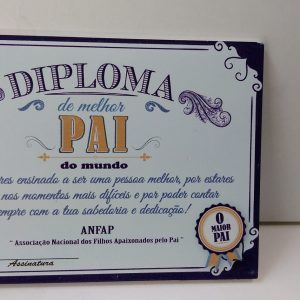 DIPLOMA
de melhor
PAI
do mundo
res ensinado a ser uma pessoa melhor, por estares
nos momentos mais difíceis e por poder contar
empre com a tua sabedoria e dedicação!
ANFAP
“ Associação Nacional dos Filhos Apaixonados pelo Pai ”
O
MAIOR
PAI
Assinatura